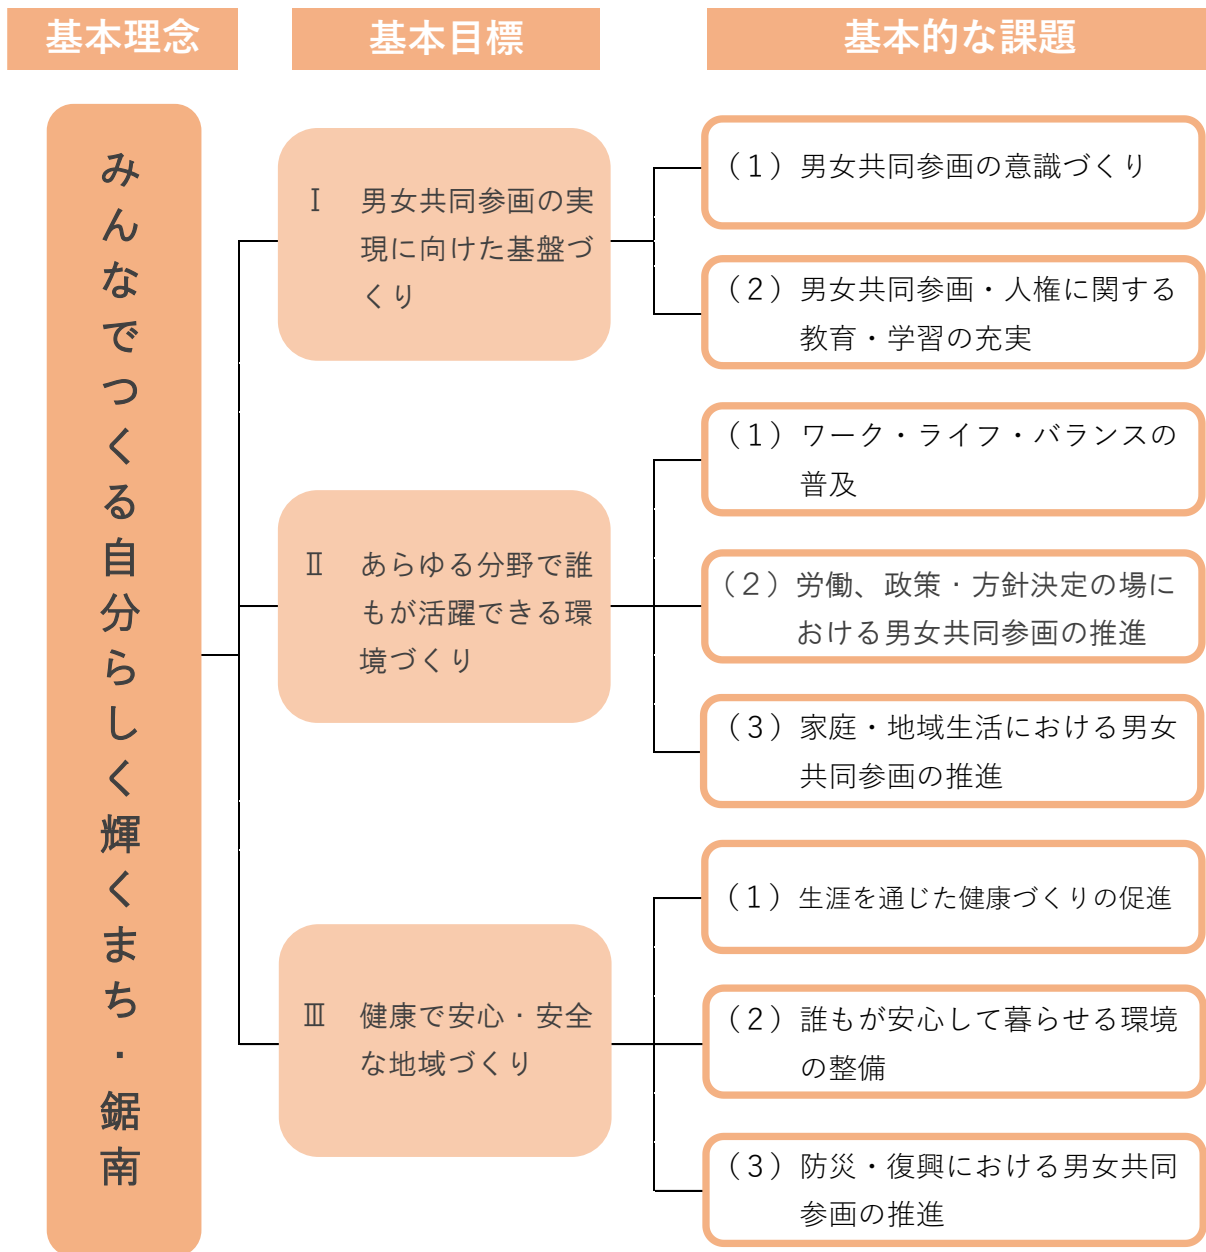 基本理念
基本目標
基本的な課題
みんなでつくる自分らしく輝くまち・鋸南
Ⅰ 男女共同参画の実
現に向けた基盤づ
くり
(1)男女共同参画の意識づくり
(2)男女共同参画・人権に関する
教育・学習の充実
Ⅱ あらゆる分野で誰
もが活躍できる環
境づくり
(1)ワーク・ライフ・バランスの
普及
(2)労働、政策・方針決定の場に
おける男女共同参画の推進
(3)家庭・地域生活における男女
共同参画の推進
Ⅲ 健康で安心・安全
な地域づくり
(1)生涯を通じた健康づくりの促進
(2)誰もが安心して暮らせる環境
の整備
(3)防災・復興における男女共同
参画の推進